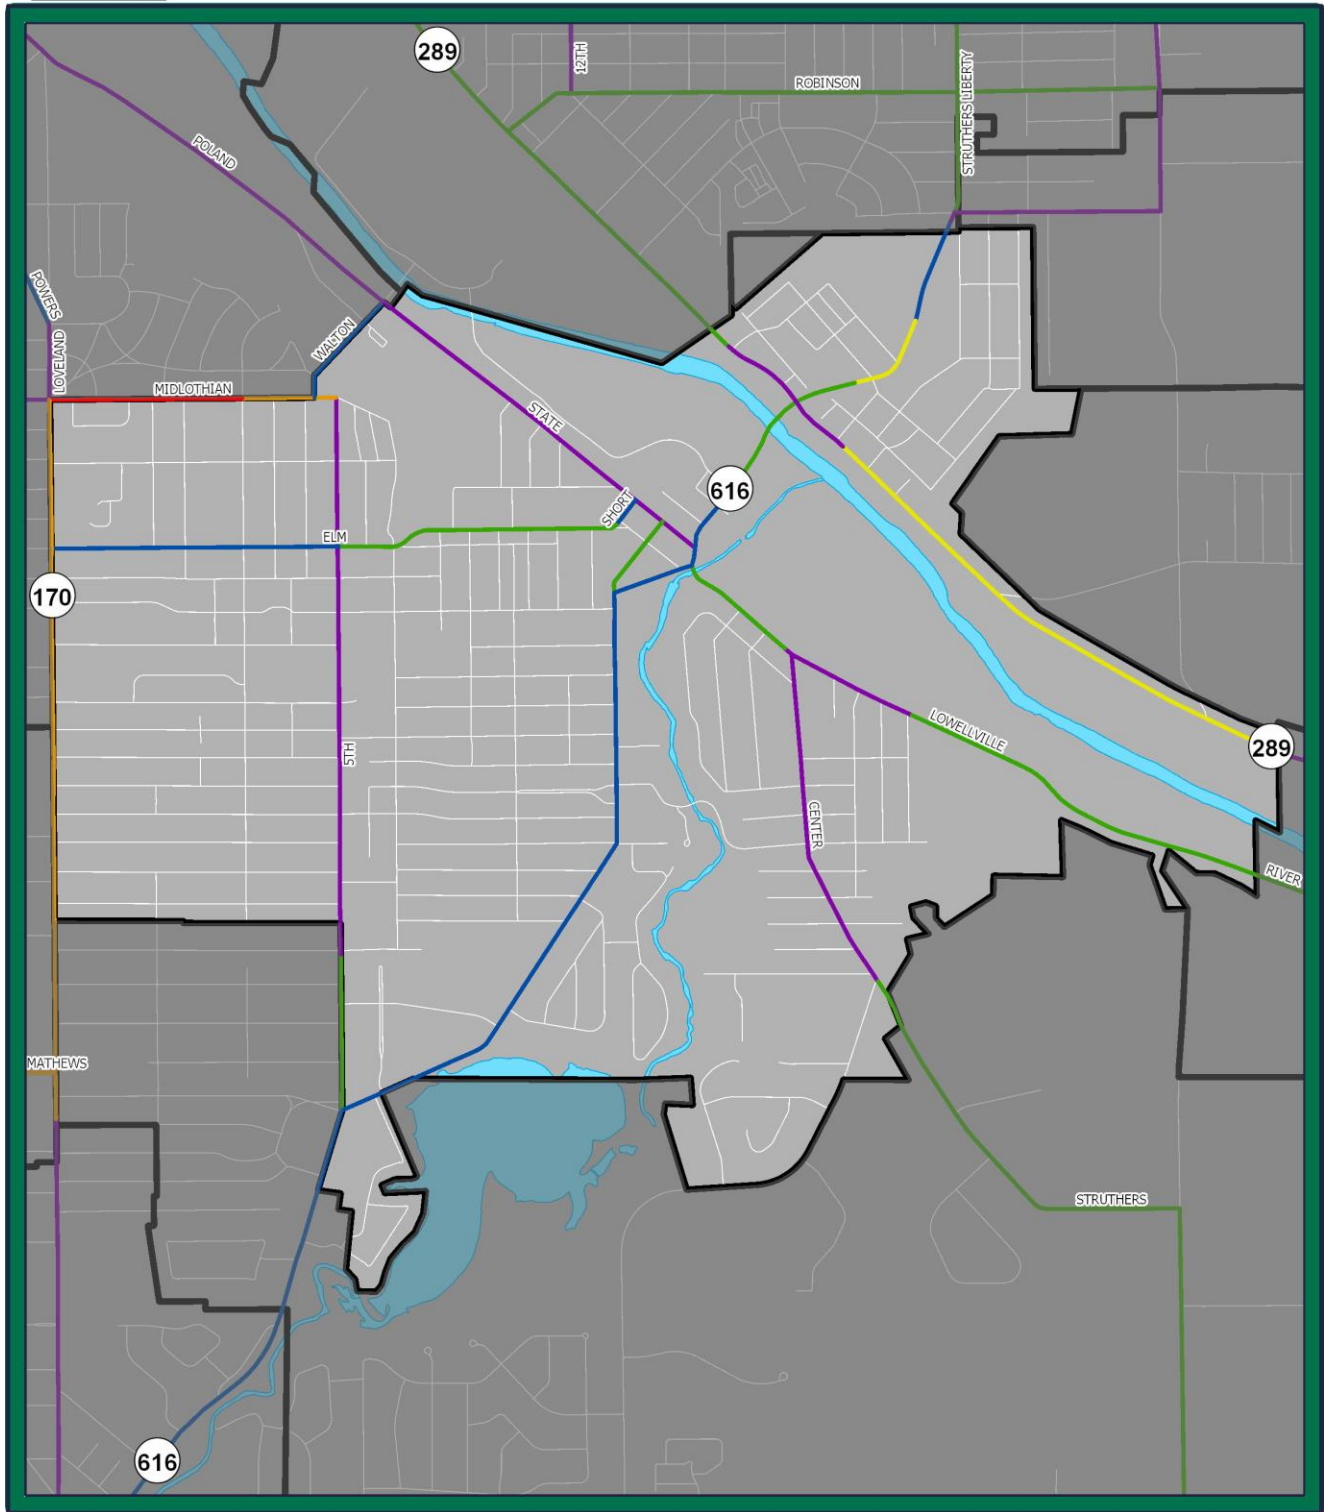 289
12TH
ROBINSON
STRUTHERS LIBERTY
POLAND
POWERS
LOVELAND
WALTON
MIDLOTHIAN
STATE
616
SHORT
ELM
170
5TH
LOWELLVILLE
289
CENTER
RIVER
MATHEWS
STRUTHERS
616